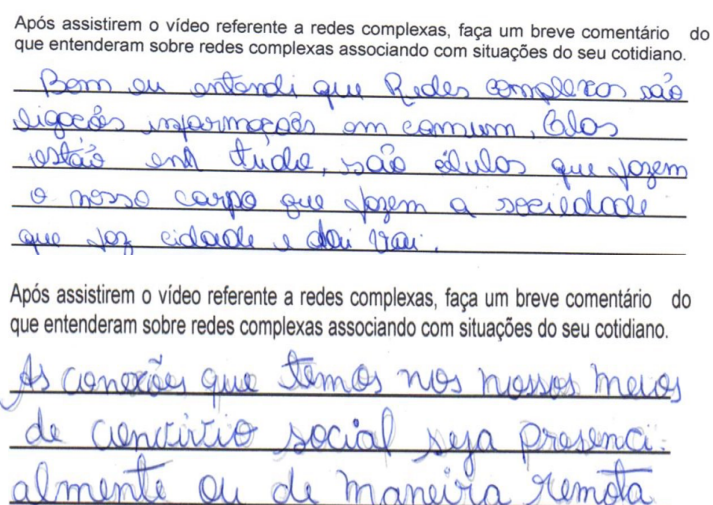 Após assistirem o vídeo referente a redes complexas, faça um breve comentário do
que entenderam sobre redes complexas associando com situações do seu cotidiano.
Bom eu entendi que Redes complexas são
ligações informações em comum, Elas
estão em tudo, são células que fazem
o nosso corpo que fazem a sociedade
que faz cidade e dai vai.
Após assistirem o vídeo referente a redes complexas, faça um breve comentário do
que entenderam sobre redes complexas associando com situações do seu cotidiano.
As conexões que temos nos nossos meios
de convívio social seja presenci-
almente ou de maneira remota